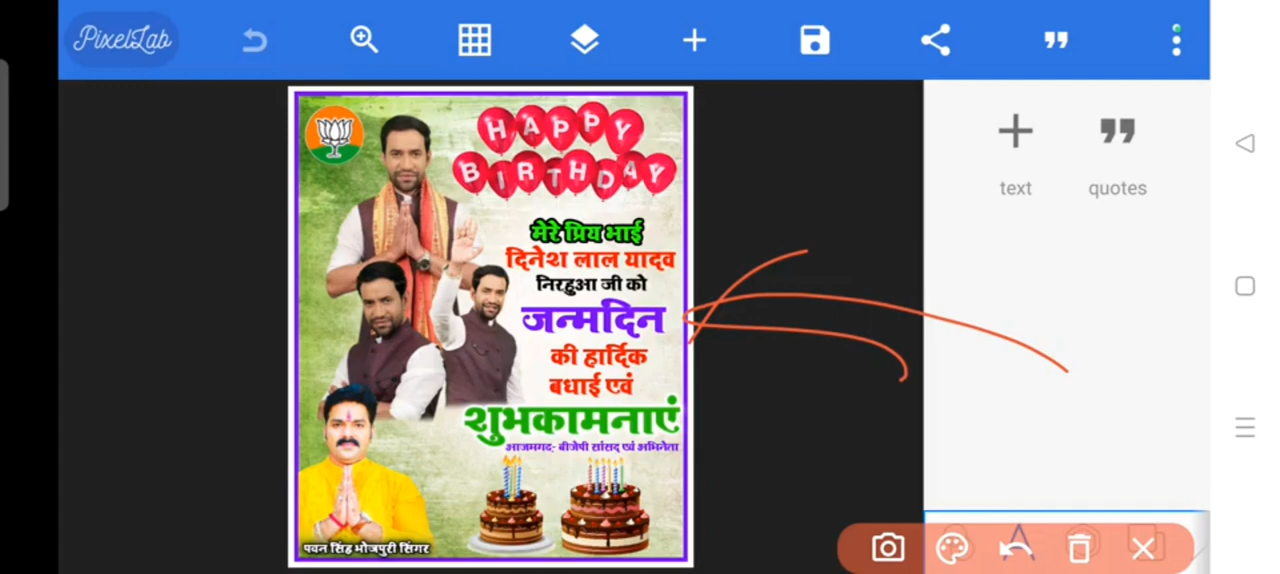 PixelLab
HAPPY
BIRTHDAY
मेरे प्रिय भाई
दिनेश लाल यादव
निरहुआ जी को
जन्मदिन
की हार्दिक
बधाई एवं
शुभकामनाएं
आजमगढ़- बीजेपी सांसद एवं अभिनेता
पवन सिंह भोजपुरी सिंगर
text
quotes